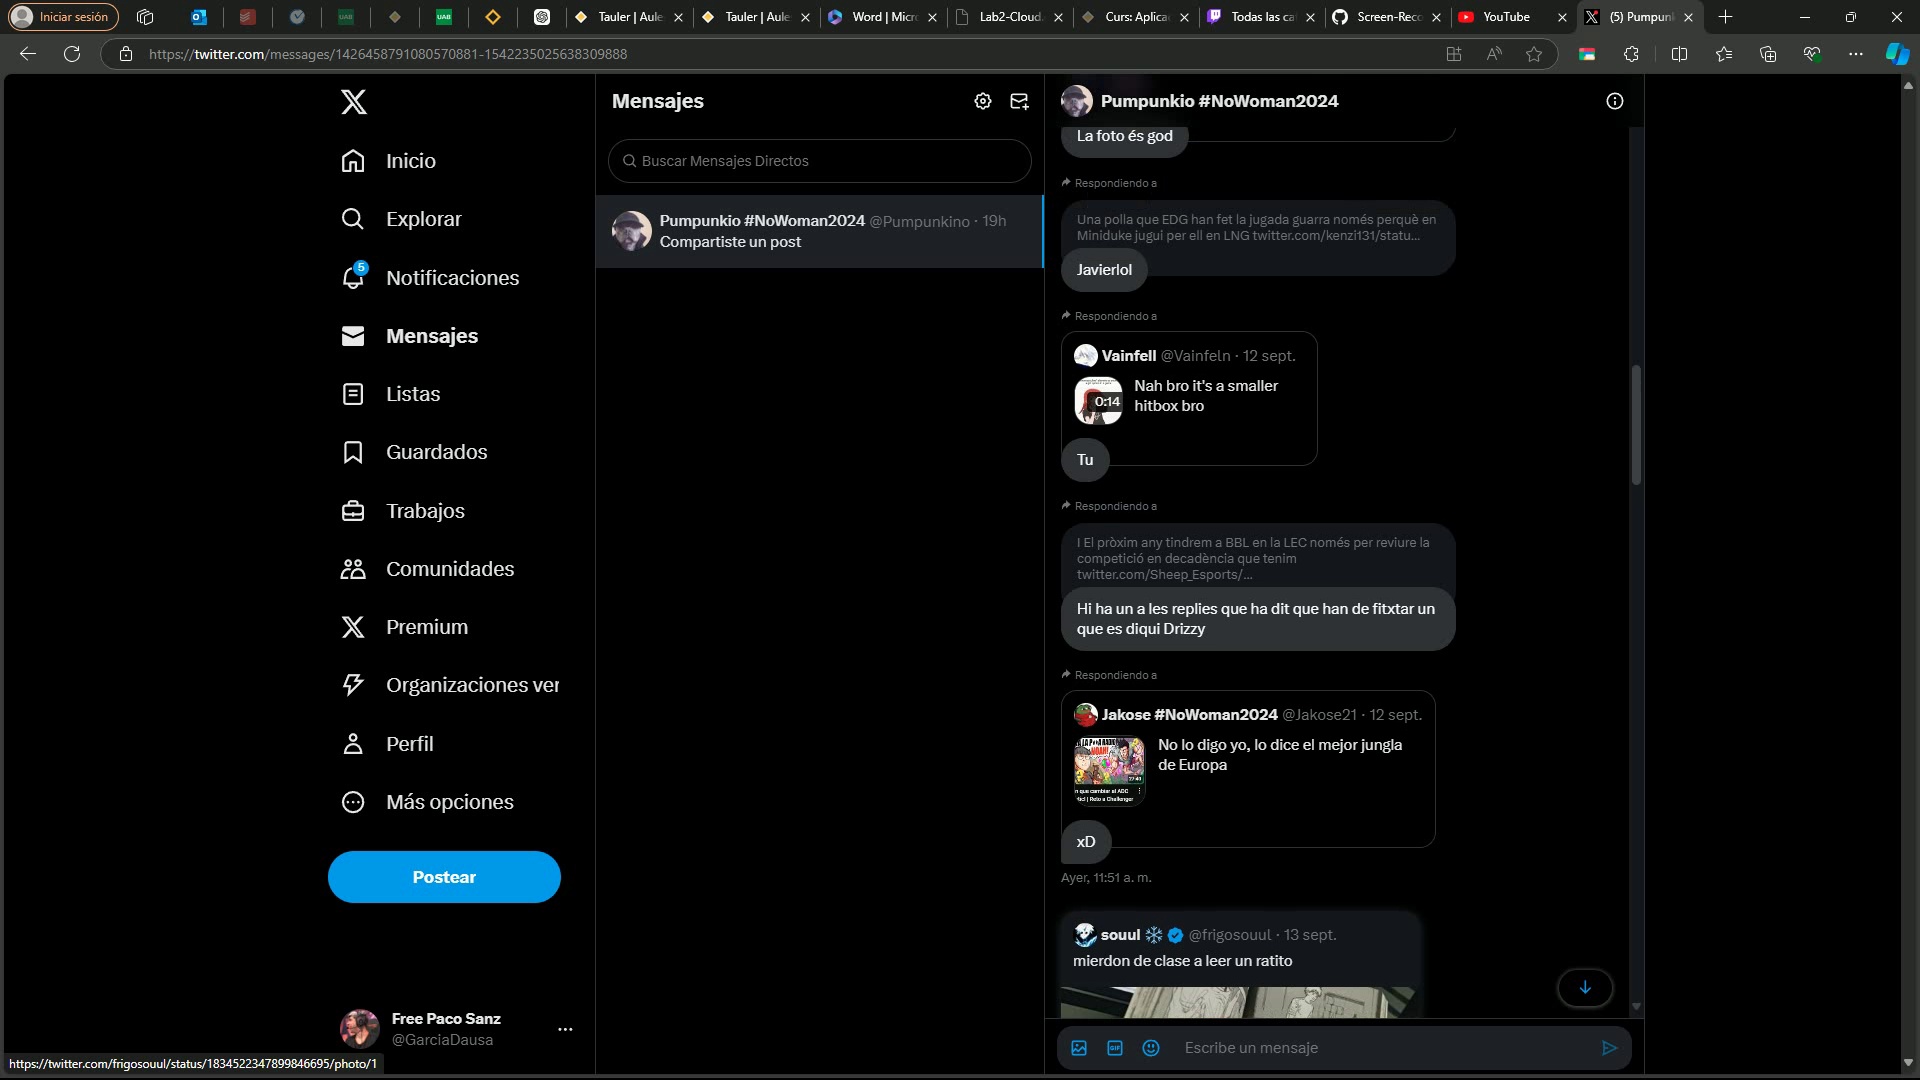 Iniciar sesión
Tauler | Aule
Tauler | Aule
Word | Micr
Lab2-Cloud
Curs: Aplica
Todas las ca
Screen-Reco
YouTube
(5) Pumpun
https://twitter.com/messages/1426458791080570881-1542235025638309888
Inicio
Explorar
5
Notificaciones
Mensajes
Listas
Guardados
Trabajos
Comunidades
Premium
Organizaciones ver
Perfil
Más opciones
Postear
Free Paco Sanz
@GarciaDausa
https://twitter.com/frigosouul/status/1834522347899846695/photo/1
Mensajes
Buscar Mensajes Directos
Pumpunkio #NoWoman2024 @Pumpunkino · 19h
Compartiste un post
Pumpunkio #NoWoman2024
La foto és god
Respondiendo a
Una polla que EDG han fet la jugada guarra només perquè en
Miniduke jugui per ell en LNG twitter.com/kenzi131/statu...
Javierlol
Respondiendo a
Vainfell @Vainfeln · 12 sept.
0:14
Nah bro it's a smaller
hitbox bro
Tu
Respondiendo a
I El pròxim any tindrem a BBL en la LEC només per reviure la
competició en decadència que tenim
twitter.com/Sheep_Esports/...
Hi ha un a les replies que ha dit que han de fitxtar un
que es diqui Drizzy
Respondiendo a
Jakose #NoWoman2024 @Jakose21 · 12 sept.
No lo digo yo, lo dice el mejor jungla
de Europa
27:41
n que cambiar al ADC
Reto a Challenger
xD
Ayer, 11:51 a. m.
souul @frigosouul · 13 sept.
mierdon de clase a leer un ratito
GIF
Escribe un mensaje